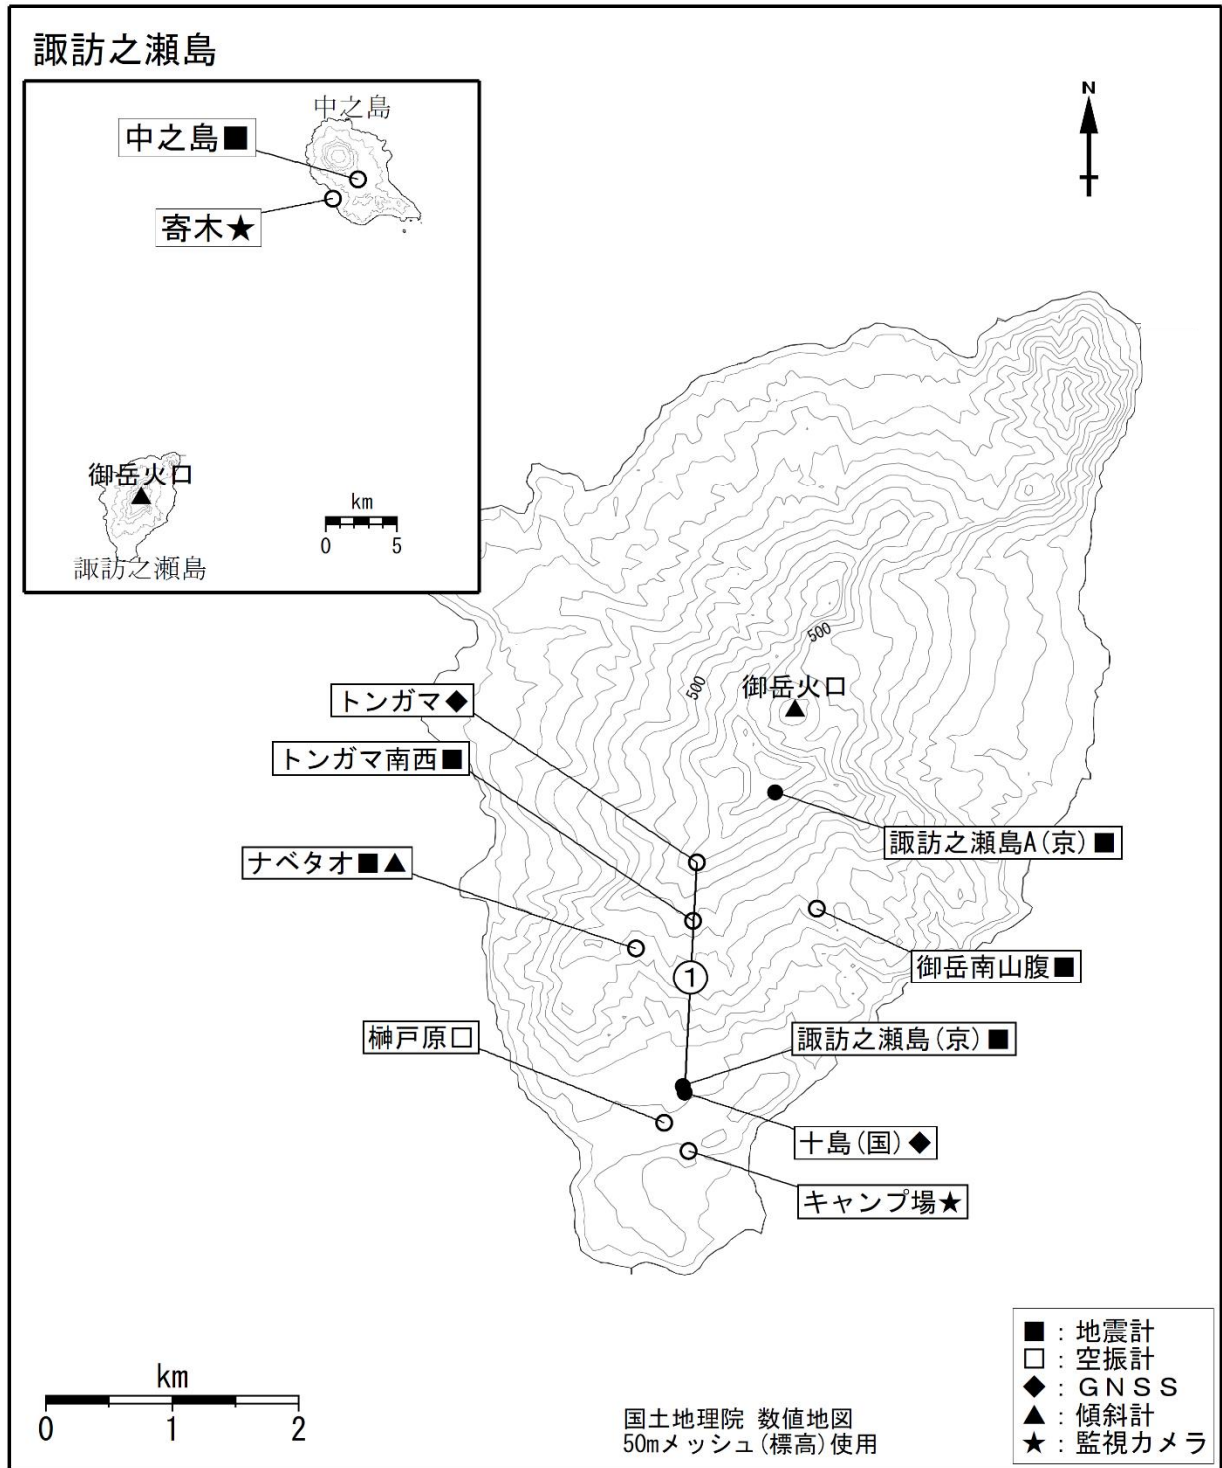 諏訪之瀬島
中之島
中之島■
寄木★
御岳火口
km
0 5
諏訪之瀬島
N
500
500
御岳火口
トンガマ◆
トンガマ南西■
諏訪之瀬島A(京)■
ナベタオ■▲
御岳南山腹■
①
榊戸原□
諏訪之瀬島(京)■
十島(国)◆
キャンプ場★
km
0 1 2
国土地理院 数値地図
50mメッシュ(標高)使用
■：地震計
□：空振計
◆：GNSS
▲：傾斜計
★：監視カメラ